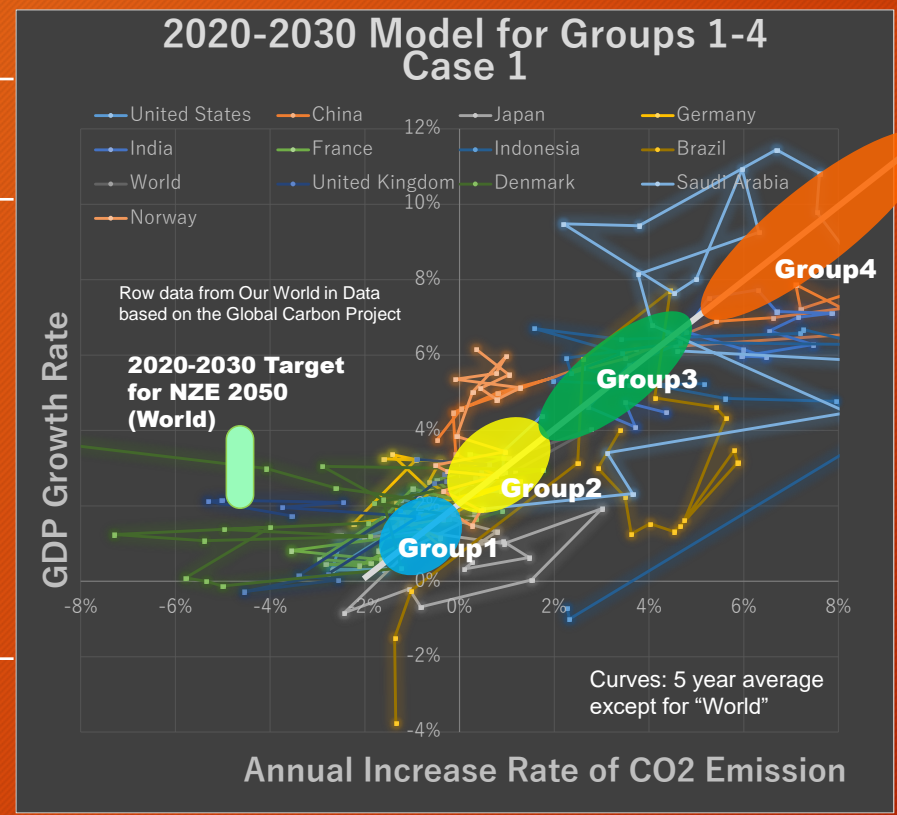 2020-2030 Model for Groups 1-4
Case 1
United States China Japan Germany
12%
India France Indonesia Brazil
World United Kingdom Denmark Saudi Arabia
10%
Norway
8%
Group4
Row data from Our World in Data
based on the Global Carbon Project
6%
2020-2030 Target
for NZE 2050
(World)
Group3
4%
Group2
Group1
GDP Growth Rate
0%
-8% -6% -4% -2% 0% 2% 4% 6% 8%
-2%
Curves: 5 year average
except for “World”
-4%
Annual Increase Rate of CO2 Emission